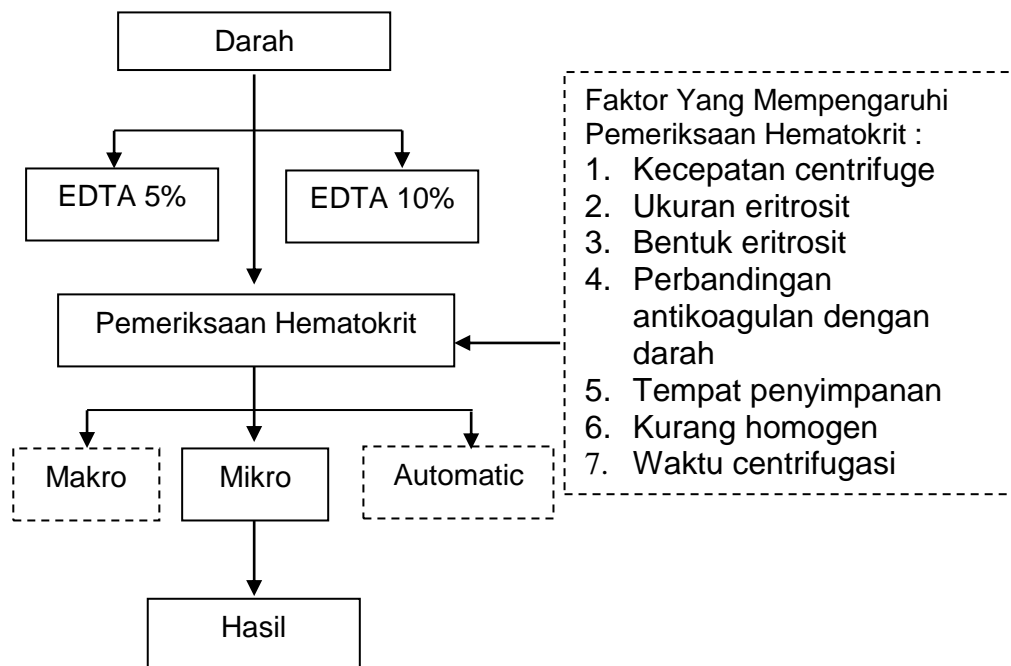 Darah
EDTA 5%
EDTA 10%
Pemeriksaan Hematokrit
Makro
Mikro
Automatic
Hasil
Faktor Yang Mempengaruhi
Pemeriksaan Hematokrit :
1. Kecepatan centrifuge
2. Ukuran eritrosit
3. Bentuk eritrosit
4. Perbandingan
antikoagulan dengan
darah
5. Tempat penyimpanan
6. Kurang homogen
7. Waktu centrifugasi